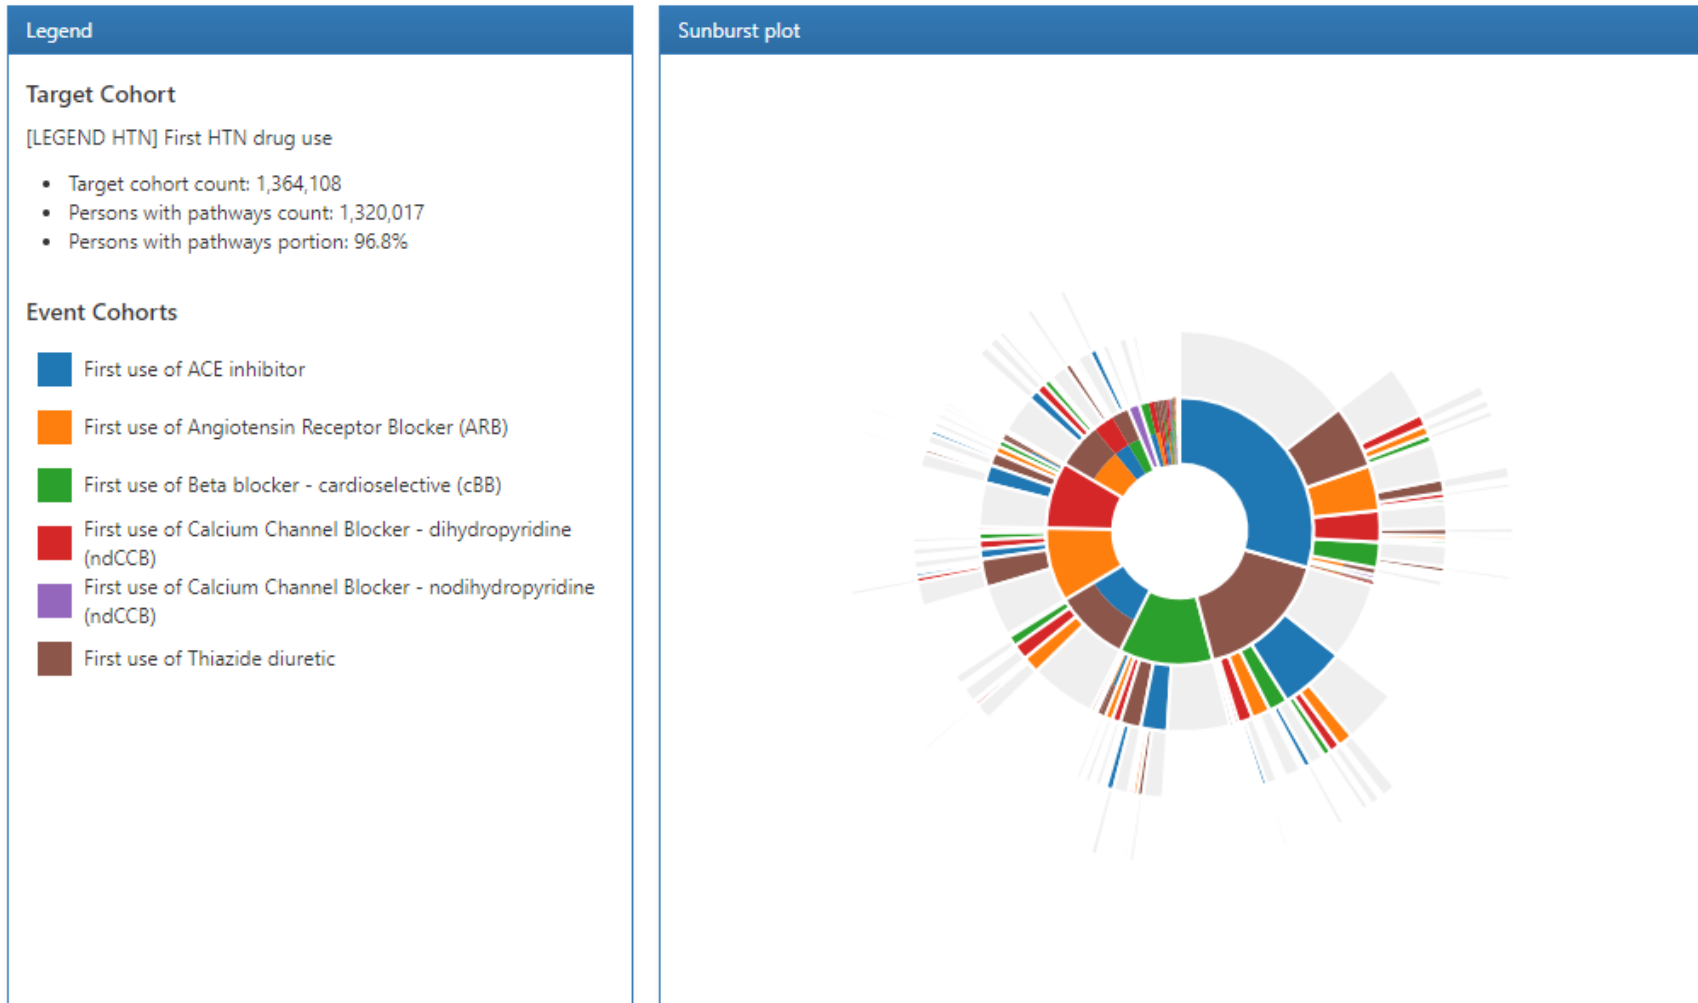 Legend
Target Cohort
[LEGEND HTN] First HTN drug use
• Target cohort count: 1,364,108
• Persons with pathways count: 1,320,017
• Persons with pathways portion: 96.8%
Event Cohorts
First use of ACE inhibitor
First use of Angiotensin Receptor Blocker (ARB)
First use of Beta blocker - cardioselective (cBB)
First use of Calcium Channel Blocker - dihydropyridine
(ndCCB)
First use of Calcium Channel Blocker - nodihydropyridine
(ndCCB)
First use of Thiazide diuretic
Sunburst plot